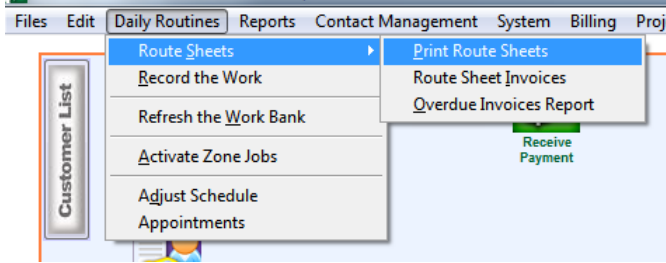 Files Edit Daily Routines Reports Contact Management System Billing Proj
Route Sheets
Print Route Sheets
Record the Work
Route Sheet Invoices
Refresh the Work Bank
Overdue Invoices Report
Activate Zone Jobs
Adjust Schedule
Appointments
Customer List
Receive
Payment